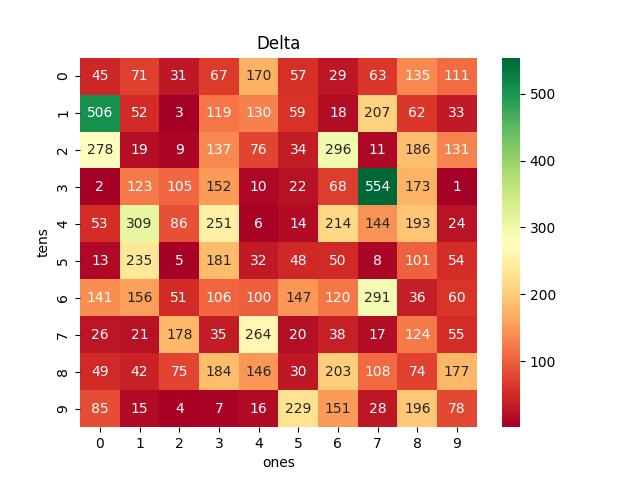 Delta
0 45 71 31 67 170 57 29 63 135 111
1 506 52 3 119 130 59 18 207 62 33
2 278 19 9 137 76 34 296 11 186 131
3 2 123 105 152 10 22 68 554 173 1
4 53 309 86 251 6 14 214 144 193 24
5 13 235 5 181 32 48 50 8 101 54
6 141 156 51 106 100 147 120 291 36 60
7 26 21 178 35 264 20 38 17 124 55
8 49 42 75 184 146 30 203 108 74 177
9 85 15 4 7 16 229 151 28 196 78
0 1 2 3 4 5 6 7 8 9
ones
tens
500
400
300
200
100